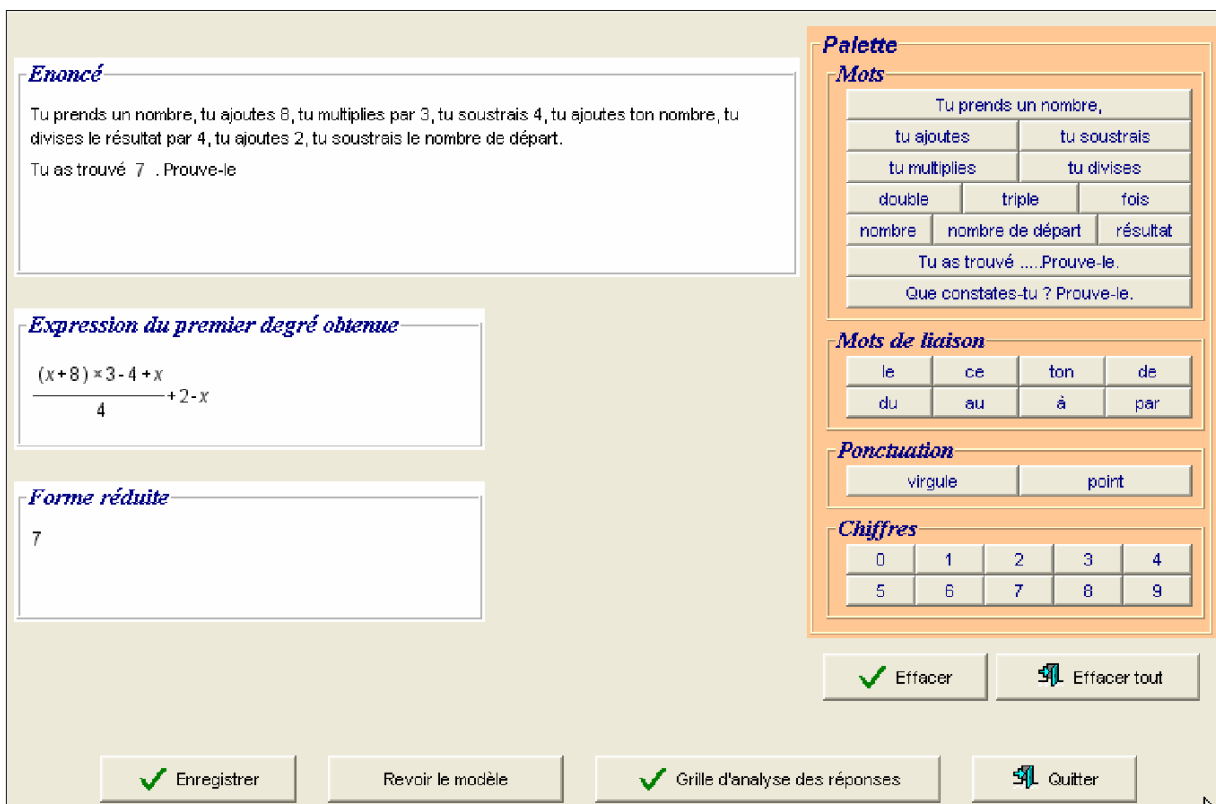 Enoncé
Tu prends un nombre, tu ajoutes 8, tu multiplies par 3, tu soustrais 4, tu ajoutes ton nombre, tu
divises le résultat par 4, tu ajoutes 2, tu soustrais le nombre de départ.
Tu as trouvé 7 . Prouve-le
Expression du premier degré obtenue
(x+8)×3-4+x
4
+2-x
Forme réduite
7
Palette
Mots
Tu prends un nombre,
tu ajoutes tu soustrais
tu multiplies tu divises
double triple fois
nombre nombre de départ résultat
Tu as trouvé .....Prouve-le.
Que constates-tu ? Prouve-le.
Mots de liaison
le ce ton de
du au à par
Ponctuation
virgule point
Chiffres
0 1 2 3 4
5 6 7 8 9
Effacer Effacer tout
Enregistrer Revoir le modèle Grille d'analyse des réponses Quitter